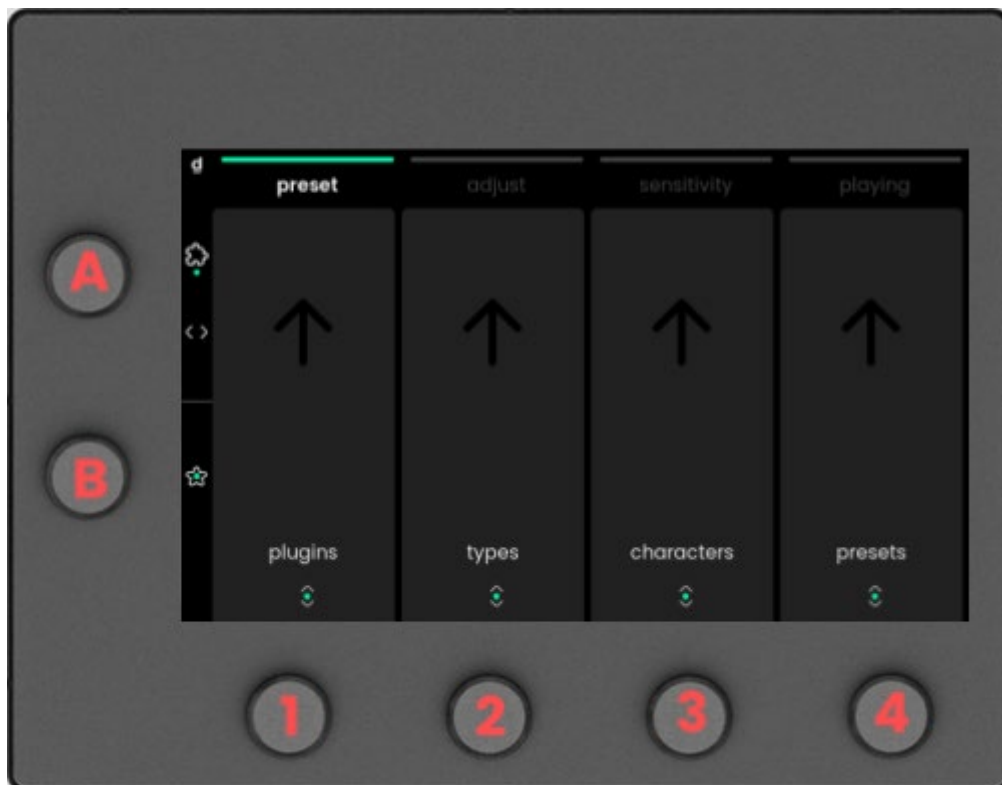 d
preset adjust sensitivity playing
A
B
plugins types characters presets
1 2 3 4